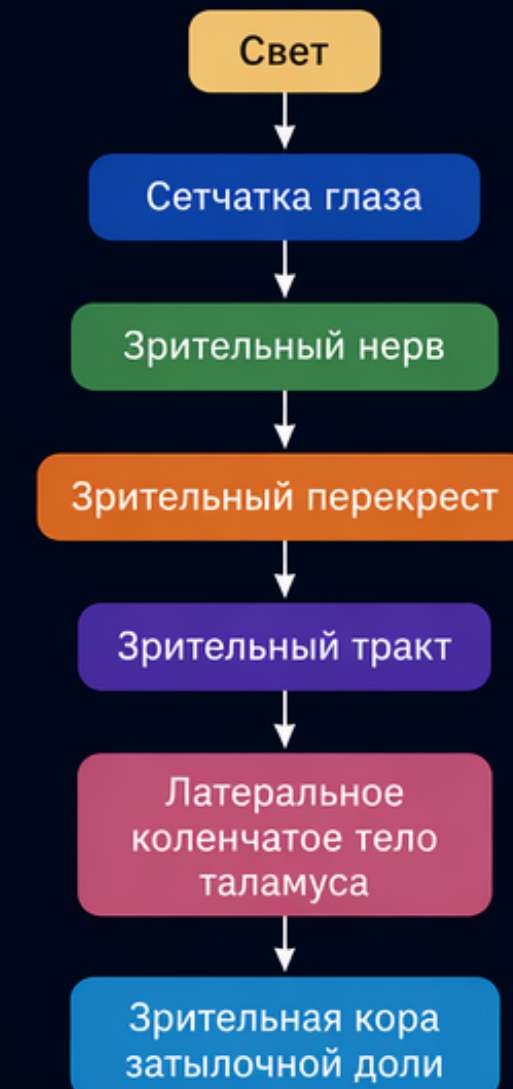 Свет
Сетчатка глаза
Зрительный нерв
Зрительный перекрест
Зрительный тракт
Латеральное
коленчатое тело
таламуса
Зрительная кора
затылочной доли